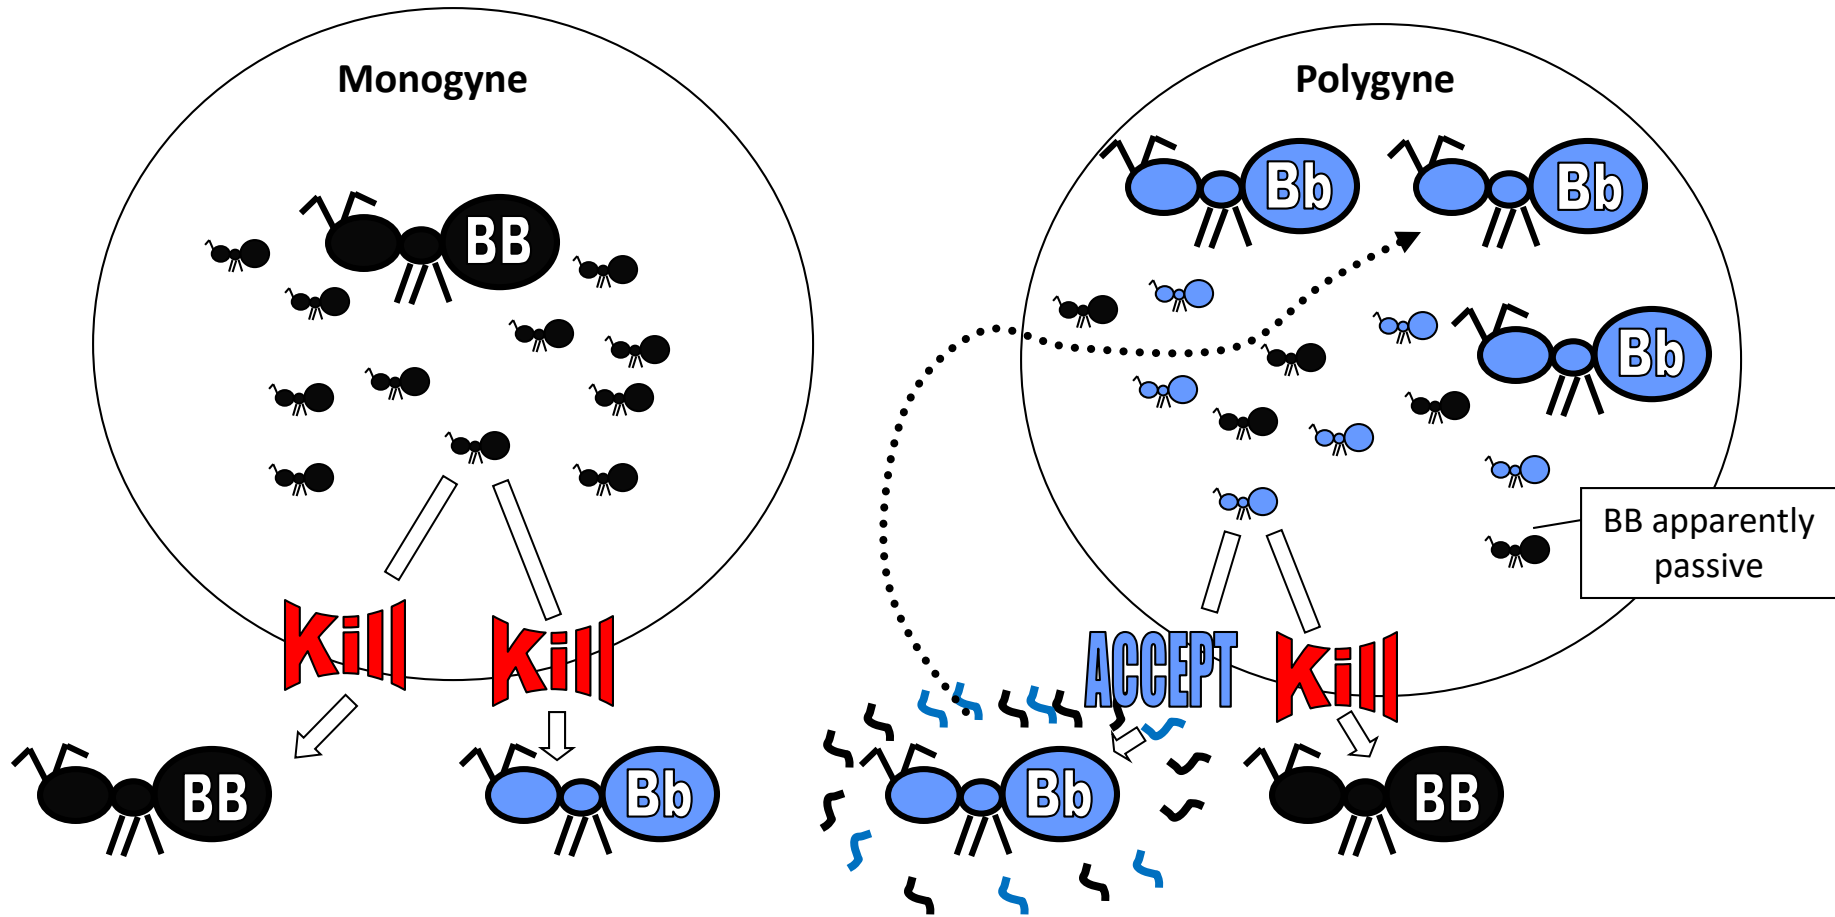 Monogyne
BB
Kill
Kill
BB
Bb
Polygyne
Bb
Bb
Bb
BB apparently
passive
ACCEPT
Kill
Bb
BB